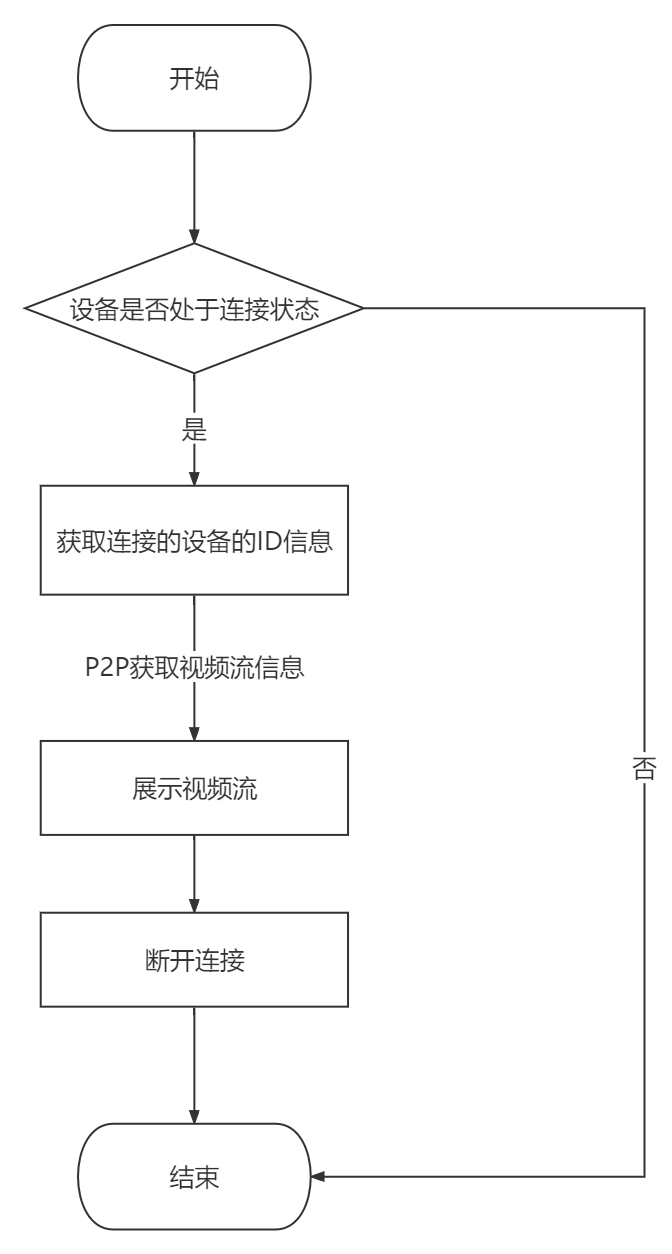 开始
设备是否处于连接状态
是
获取连接的设备的ID信息
P2P获取视频流信息
否
展示视频流
断开连接
结束